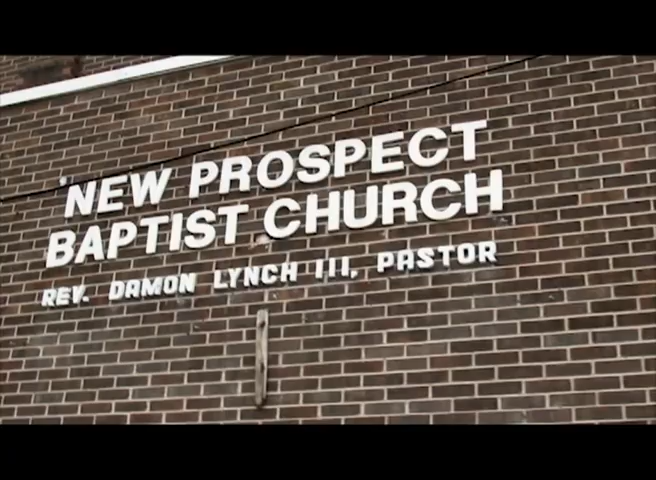 NEW PROSPECT
BAPTIST CHURCH
REV. DAMON LYNCH III, PASTOR